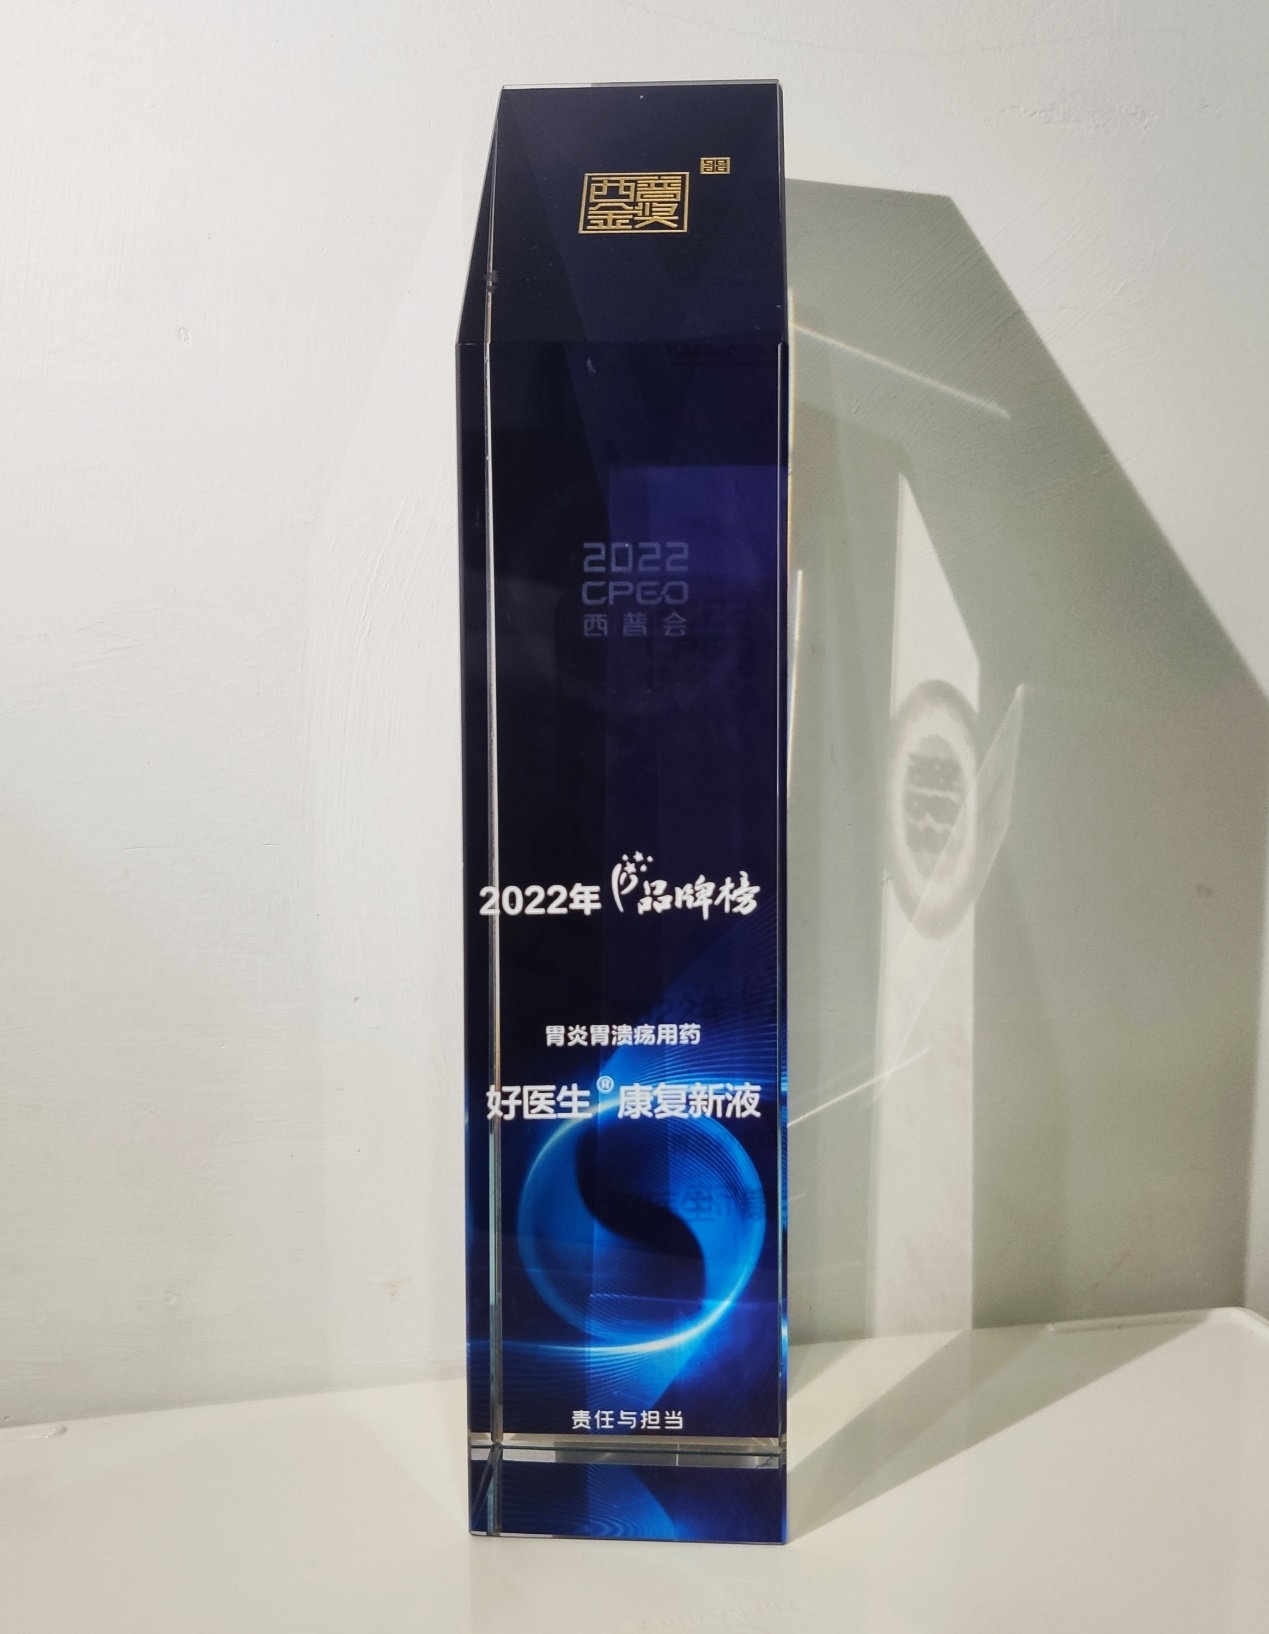 西普
金奖
2022
CPEO
西普会
2022年 品牌榜
胃炎胃溃疡用药
好医生® 康复新液
责任与担当